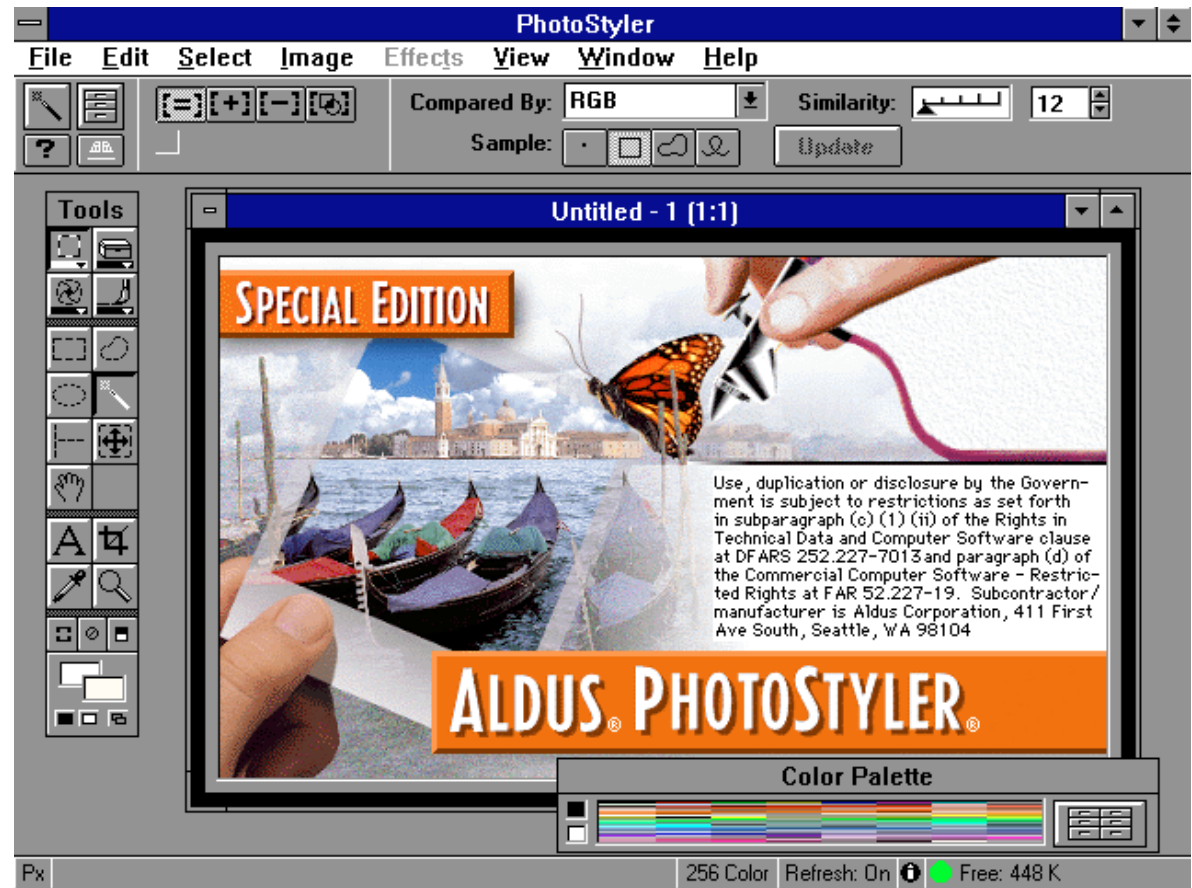 PhotoStyler
File Edit Select Image Effects View Window Help
[=] [+] [-]
Compared By: RGB Similarity: 12
? Sample: Update
Tools
Untitled - 1 (1:1)
SPECIAL EDITION
A
Use, duplication or disclosure by the Govern-
ment is subject to restrictions as set forth
in subparagraph (c) (1) (ii) of the Rights in
Technical Data and Computer Software clause
at DFARS 252.227-7013 and paragraph (d) of
the Commercial Computer Software - Restric-
ted Rights at FAR 52.227-19. Subcontractor/
manufacturer is Aldus Corporation, 411 First
Ave South, Seattle, WA 98104
ALDUS® PHOTOSTYLER®
Color Palette
Px 256 Color Refresh: On Free: 448 K